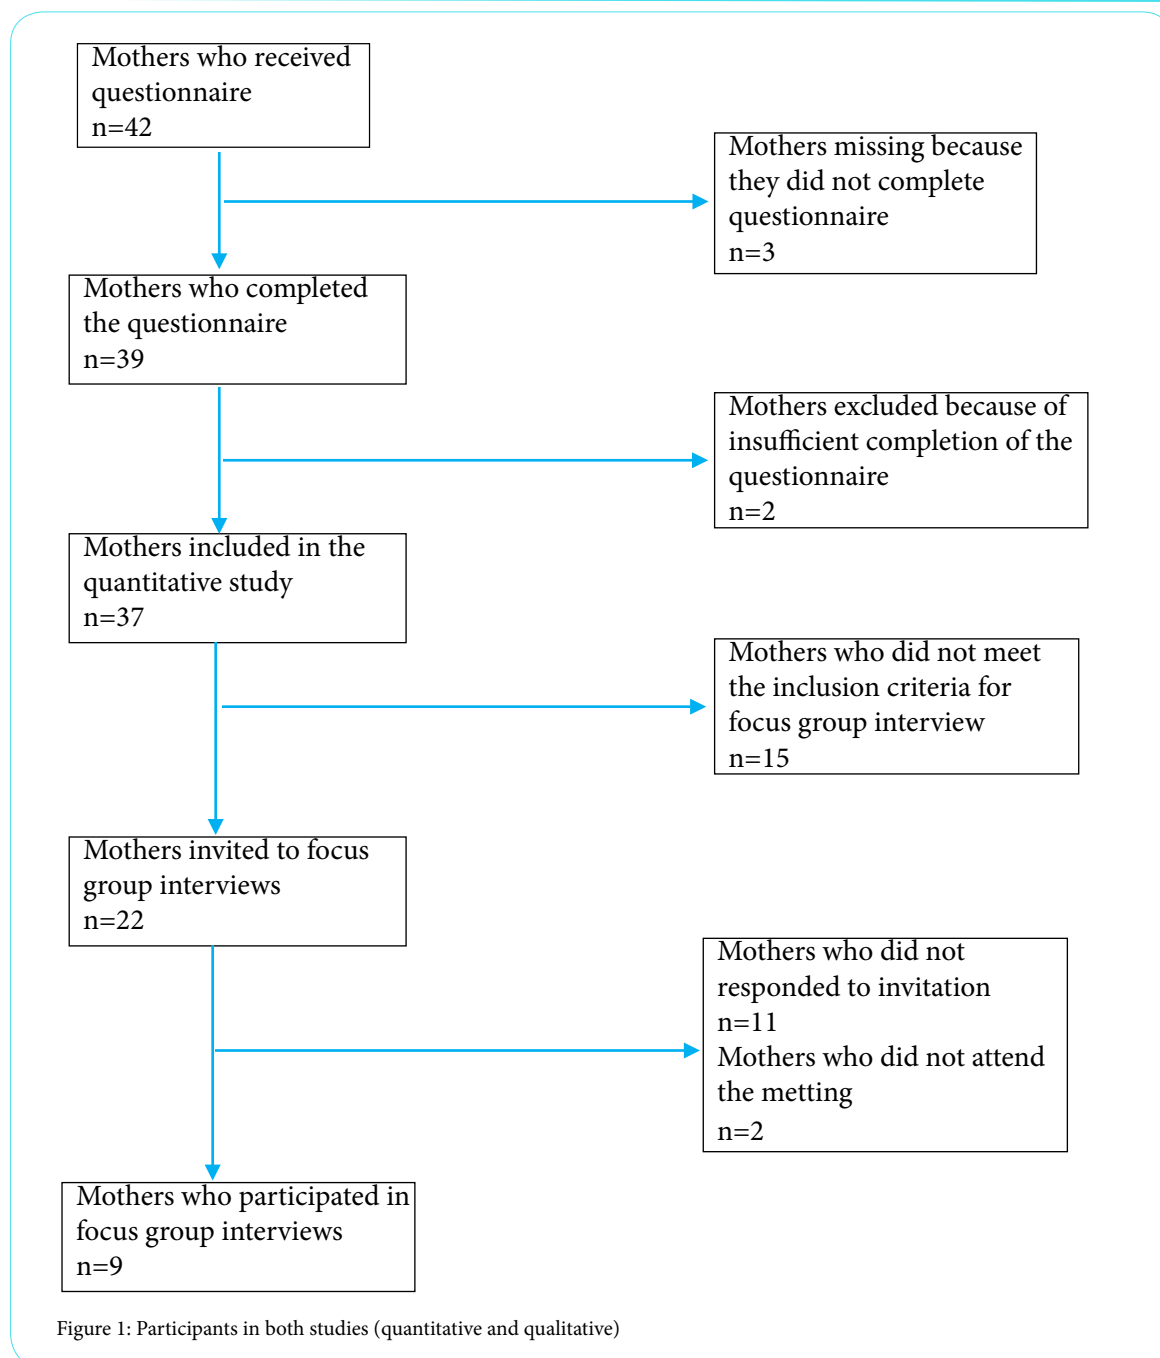 Mothers who received
questionnaire
n=42
Mothers missing because
they did not complete
questionnaire
n=3
Mothers who completed
the questionnaire
n=39
Mothers excluded because of
insufficient completion of the
questionnaire
n=2
Mothers included in the
quantitative study
n=37
Mothers who did not meet
the inclusion criteria for
focus group interview
n=15
Mothers invited to focus
group interviews
n=22
Mothers who did not
responded to invitation
n=11
Mothers who did not attend
the metting
n=2
Mothers who participated in
focus group interviews
n=9
Figure 1: Participants in both studies (quantitative and qualitative)